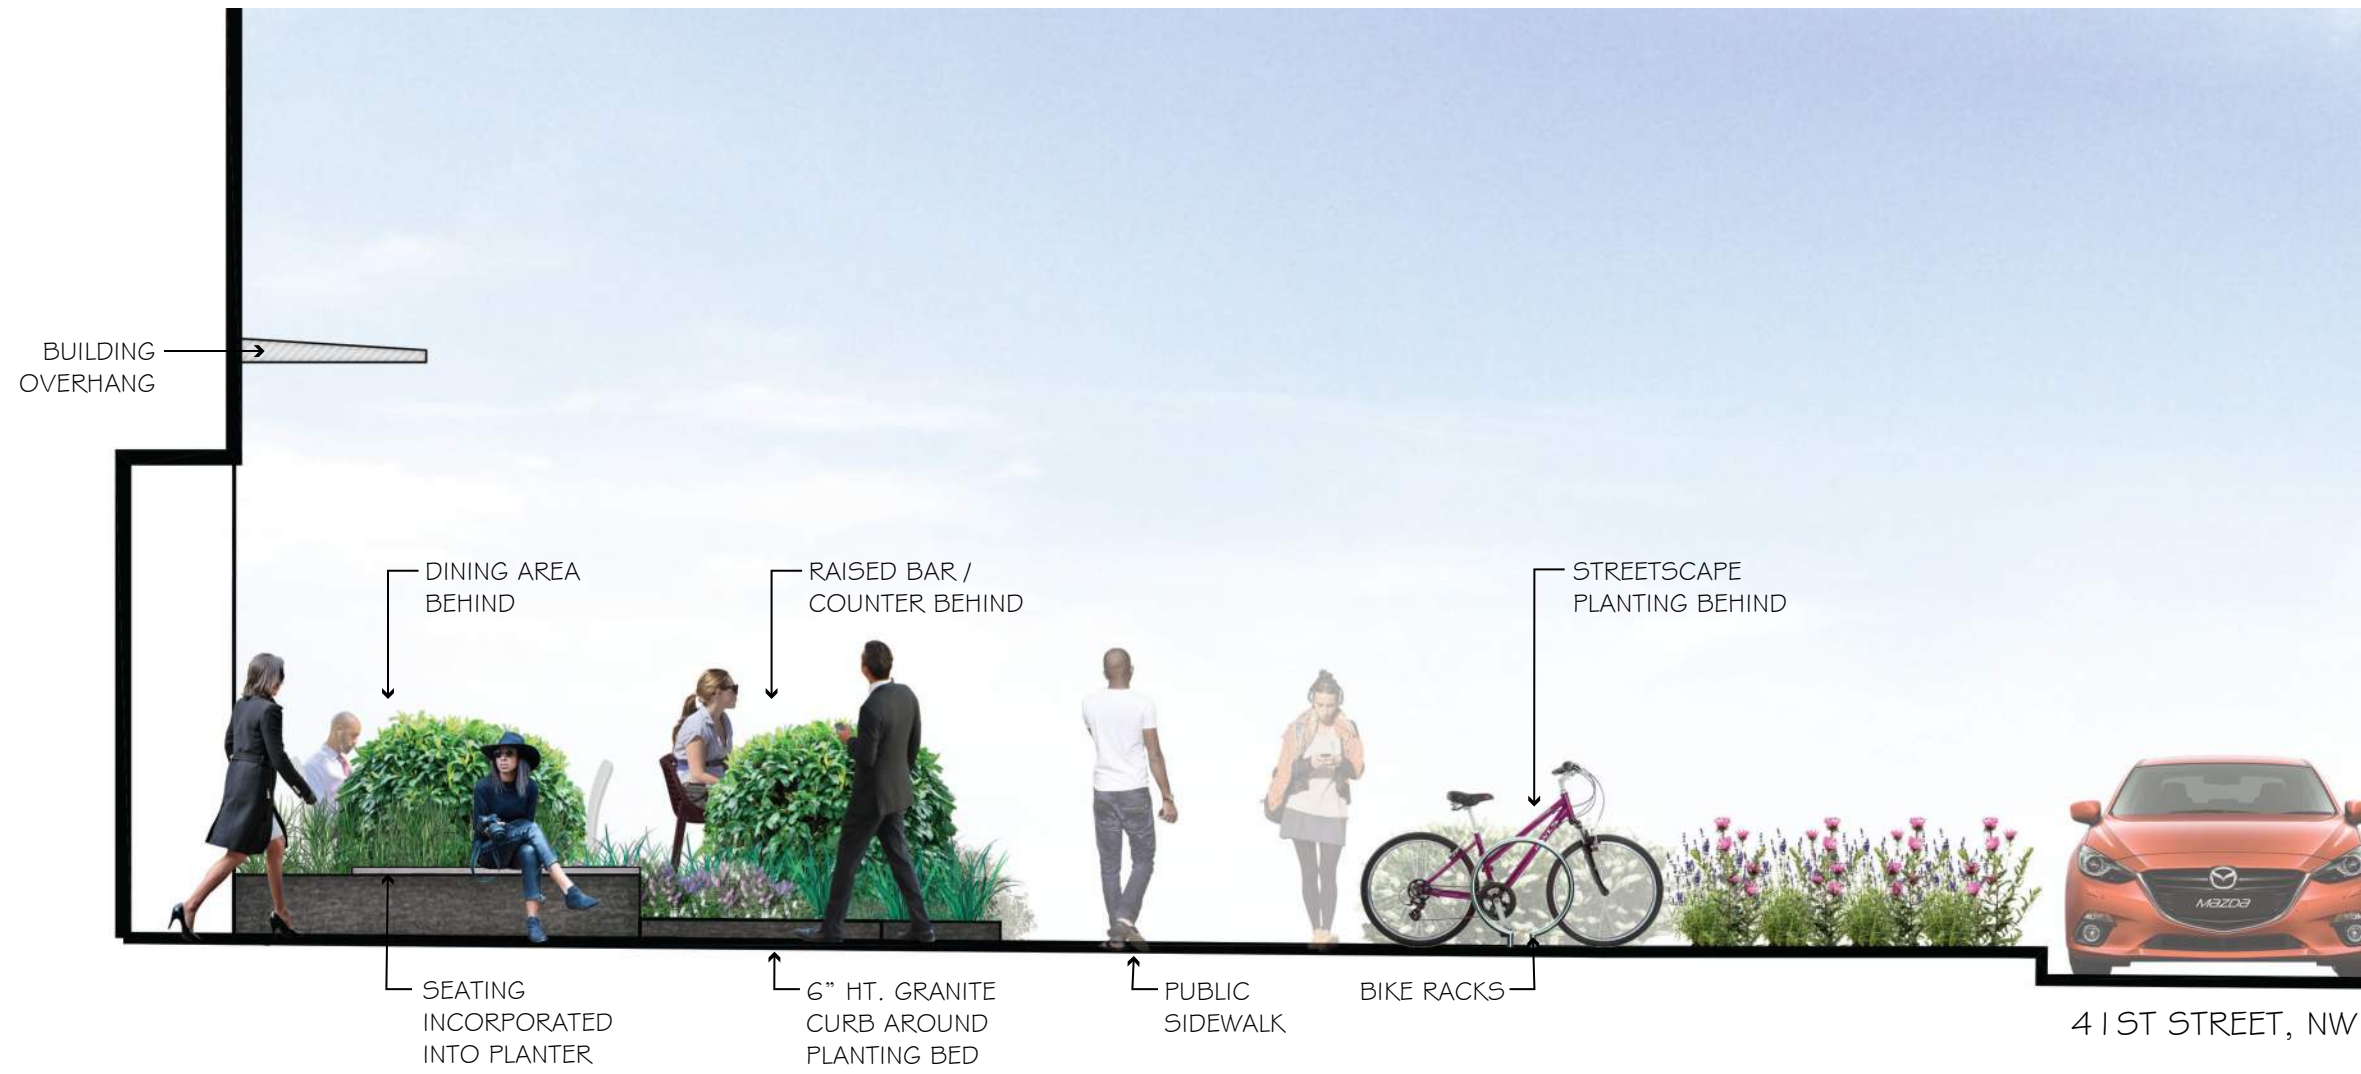 BUILDING
OVERHANG
DINING AREA
BEHIND
RAISED BAR /
COUNTER BEHIND
STREETSCAPE
PLANTING BEHIND
mazda
SEATING
INCORPORATED
INTO PLANTER
6" HT. GRANITE
CURB AROUND
PLANTING BED
PUBLIC
SIDEWALK
BIKE RACKS
41ST STREET, NW